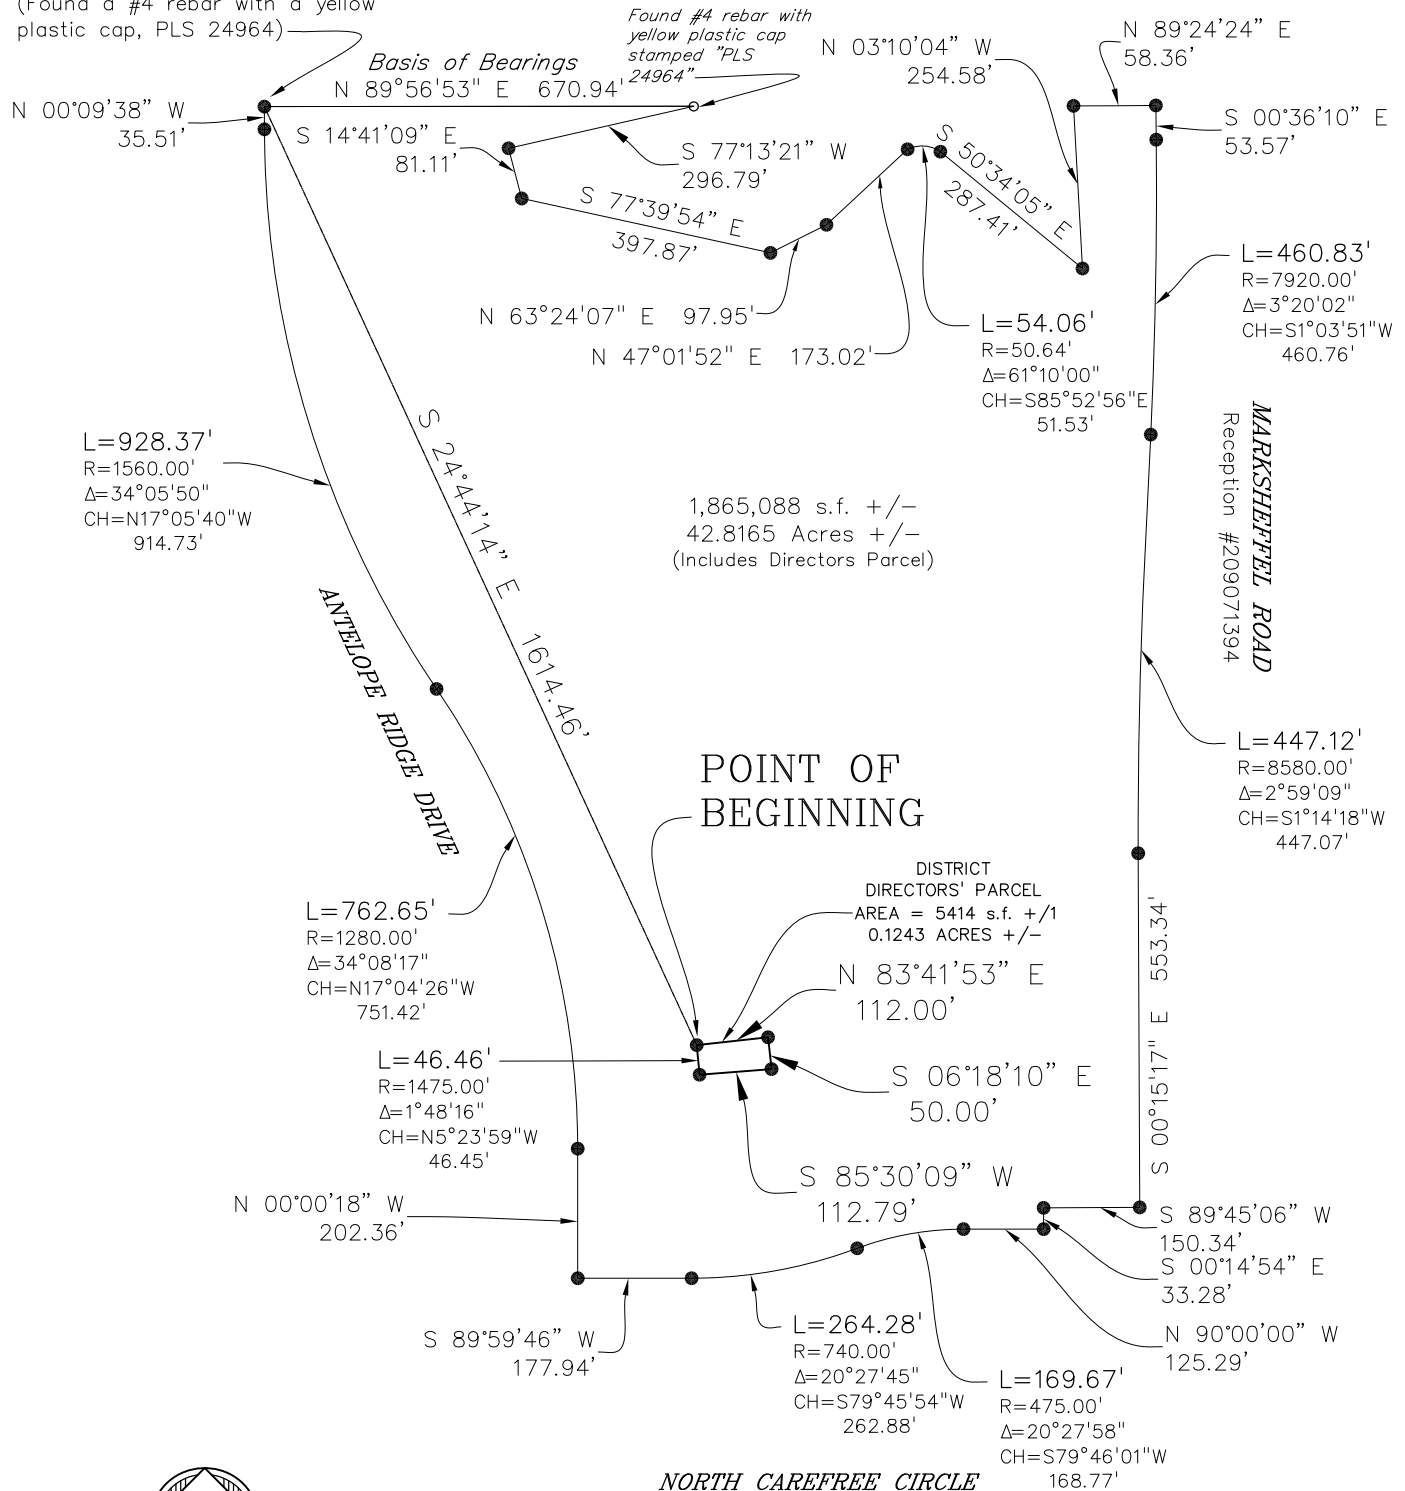 (Found a #4 rebar with a yellow
plastic cap, PLS 24964)
Found #4 rebar with
yellow plastic cap
stamped "PLS
24964"
Basis of Bearings
N 89°56'53" E 670.94'
N 03°10'04" W
254.58'
N 89°24'24" E
58.36'
N 00°09'38" W
35.51'
S 14°41'09" E
81.11'
S 77°13'21" W
296.79'
S 50°34'05" E
287.41'
S 00°36'10" E
53.57'
S 77°39'54" E
397.87'
N 63°24'07" E 97.95'
N 47°01'52" E 173.02'
L=54.06'
R=50.64'
Δ=61°10'00"
CH=S85°52'56"E
51.53'
L=460.83'
R=7920.00'
Δ=3°20'02"
CH=S1°03'51"W
460.76'
MARKSHEFFEL ROAD
Reception #209071394
L=928.37'
R=1560.00'
Δ=34°05'50"
CH=N17°05'40"W
914.73'
S 24°44'14" E 1614.46'
1,865,088 s.f. +/-
42.8165 Acres +/-
(Includes Directors Parcel)
ANTELOPE RIDGE DRIVE
L=447.12'
R=8580.00'
Δ=2°59'09"
CH=S1°14'18"W
447.07'
POINT OF
BEGINNING
DISTRICT
DIRECTORS' PARCEL
AREA = 5414 s.f. +/1
0.1243 ACRES +/-
L=762.65'
R=1280.00'
Δ=34°08'17"
CH=N17°04'26"W
751.42'
N 83°41'53" E
112.00'
S 00°15'17" E 553.34'
L=46.46'
R=1475.00'
Δ=1°48'16"
CH=N5°23'59"W
46.45'
S 06°18'10" E
50.00'
S 85°30'09" W
112.79'
N 00°00'18" W
202.36'
S 89°45'06" W
150.34'
S 00°14'54" E
33.28'
N 90°00'00" W
125.29'
S 89°59'46" W
177.94'
L=264.28'
R=740.00'
Δ=20°27'45"
CH=S79°45'54"W
262.88'
L=169.67'
R=475.00'
Δ=20°27'58"
CH=S79°46'01"W
168.77'
NORTH CAREFREE CIRCLE